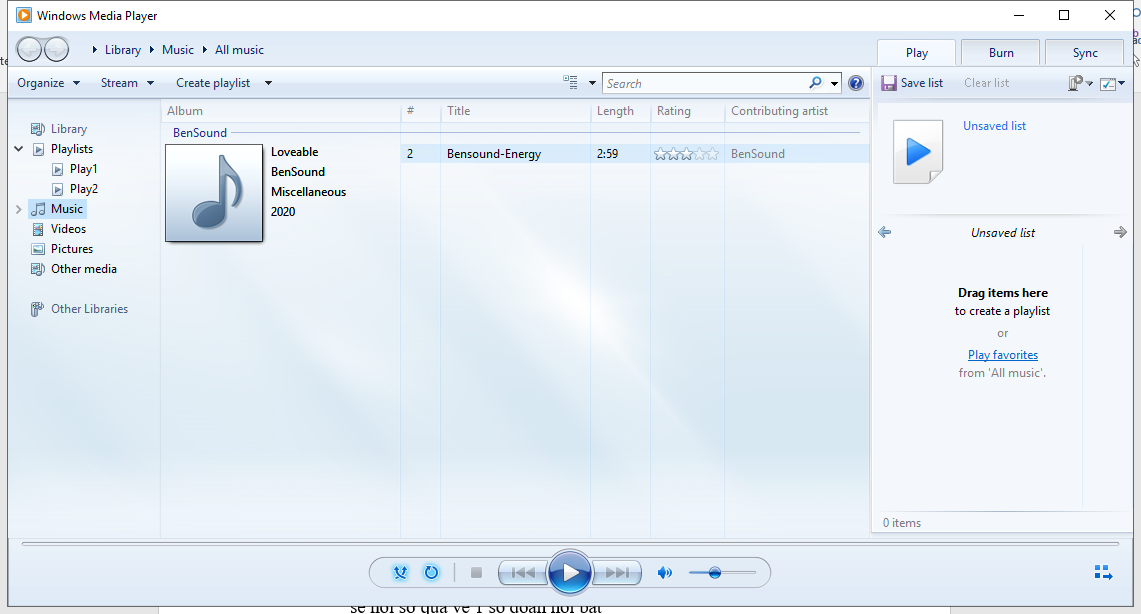 Windows Media Player
Library Music All music
Play Burn Sync
Organize Stream Create playlist
Search
Save list Clear list
Library
Playlists
Play1
Play2
Music
Videos
Pictures
Other media
Other Libraries
Album # Title Length Rating Contributing artist
BenSound
Loveable
BenSound
Miscellaneous
2020
2 Bensound-Energy 2:59 BenSound
Unsaved list
Unsaved list
Drag items here
to create a playlist
or
Play favorites
from 'All music'.
0 items